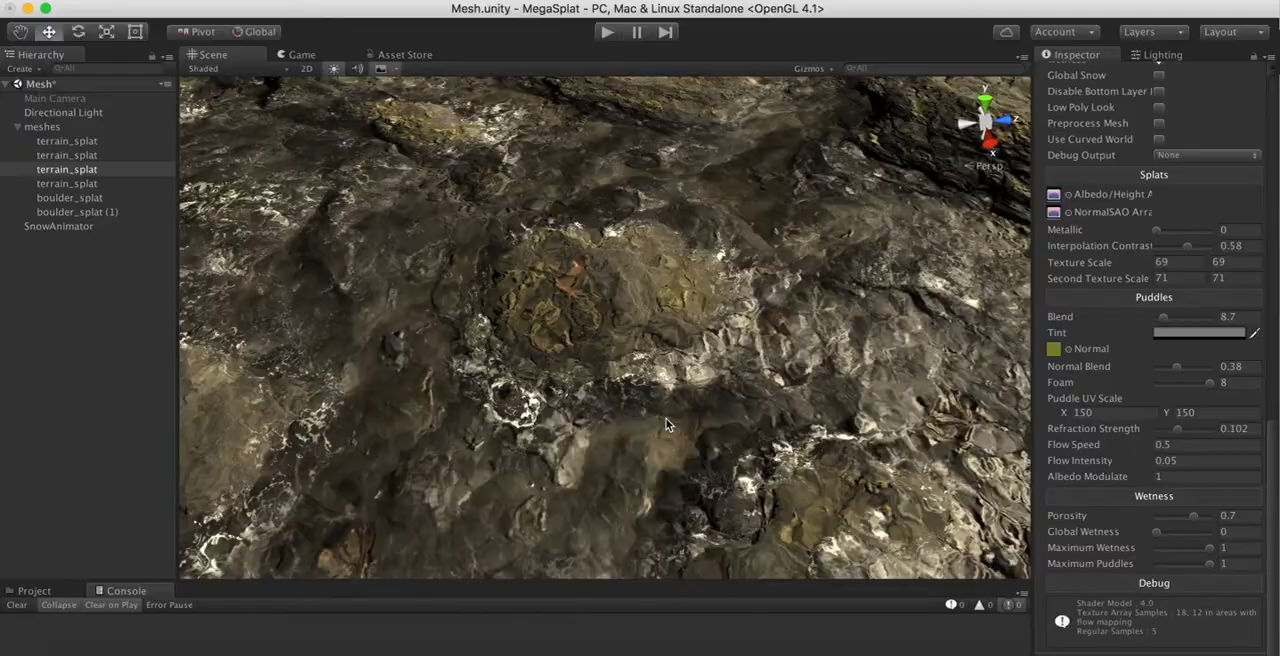 Mesh.unity - MegaSplat - PC, Mac & Linux Standalone <OpenGL 4.1>
Pivot Global Account Layers Layout
Hierarchy Scene Game Asset Store Inspector Lighting
Create All Shaded 2D Gizmos All
Mesh*
Main Camera
Directional Light
meshes
terrain_splat
terrain_splat
terrain_splat
terrain_splat
boulder_splat
boulder_splat (1)
SnowAnimator
y
z
x
Persp
Global Snow
Disable Bottom Layer
Low Poly Look
Preprocess Mesh
Use Curved World
Debug Output None
Splats
Albedo/Height A
NormalSAO Arra
Metallic 0
Interpolation Contrast 0.58
Texture Scale 69 69
Second Texture Scale 71 71
Puddles
Blend 8.7
Tint
Normal
Normal Blend 0.38
Foam 8
Puddle UV Scale
X 150 Y 150
Refraction Strength 0.102
Flow Speed 0.5
Flow Intensity 0.05
Albedo Modulate 1
Wetness
Porosity 0.7
Global Wetness 0
Maximum Wetness 1
Maximum Puddles 1
Debug
Shader Model : 4.0
Texture Array Samples : 18, 12 in areas with
flow mapping
Regular Samples : 5
Project Console
Clear Collapse Clear on Play Error Pause 0 0 0